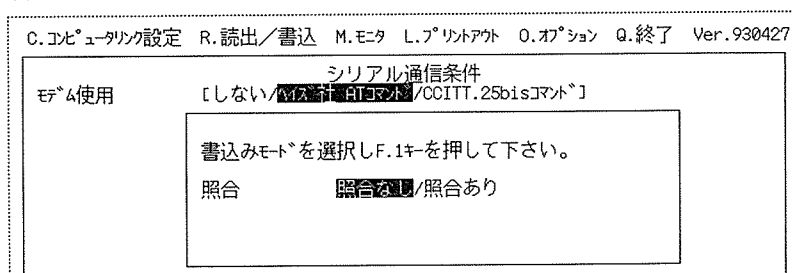 C.ｺﾝﾋﾟｭｰﾀﾘﾝｸ設定 R.読出／書込 M.ﾓﾆﾀ L.ﾌﾟﾘﾝﾄｱｳﾄ O.ｵﾌﾟｼｮﾝ Q.終了 Ver.930427
シリアル通信条件
ﾓﾃﾞﾑ使用 [しない/ﾍｲｽﾞ社 ATｺﾏﾝﾄﾞ/CCITT.25bisｺﾏﾝﾄﾞ]
書込みﾓｰﾄﾞを選択しF.1ｷｰを押して下さい。
照合 照合なし/照合あり